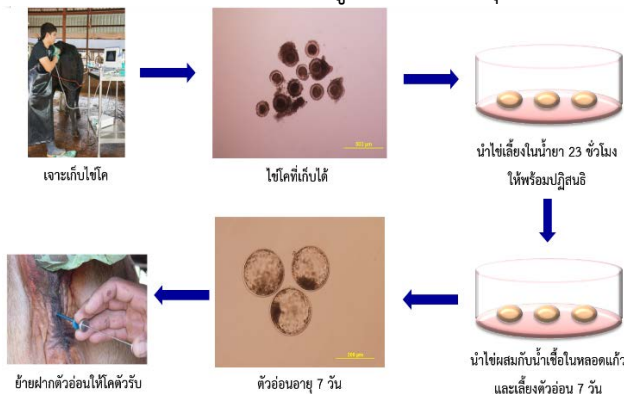 เจาะเก็บไข่โค
ไข่โคที่เก็บได้
นำไข่เลี้ยงในน้ำยา 23 ชั่วโมง
ให้พร้อมปฏิสนธิ
นำไข่ผสมกับน้ำเชื้อในหลอดแก้ว
และเลี้ยงตัวอ่อน 7 วัน
ตัวอ่อนอายุ 7 วัน
ย้ายฝากตัวอ่อนให้โคตัวรับ